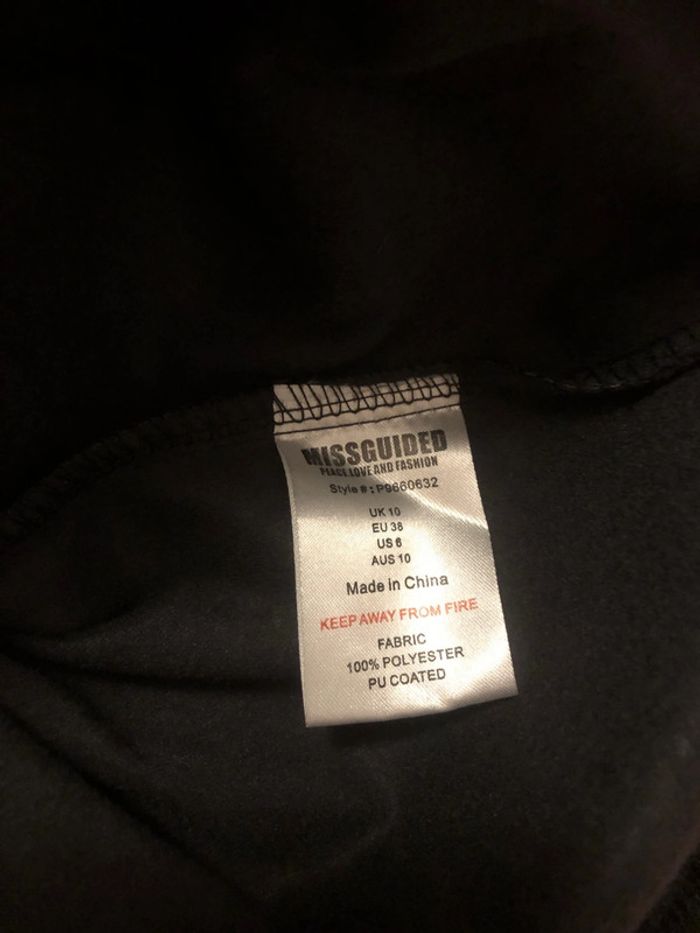 MISSGUIDED
PEACE LOVE AND FASHION
Style #: P9660632
UK 10
EU 38
US 6
AUS 10
Made in China
KEEP AWAY FROM FIRE
FABRIC
100% POLYESTER
PU COATED